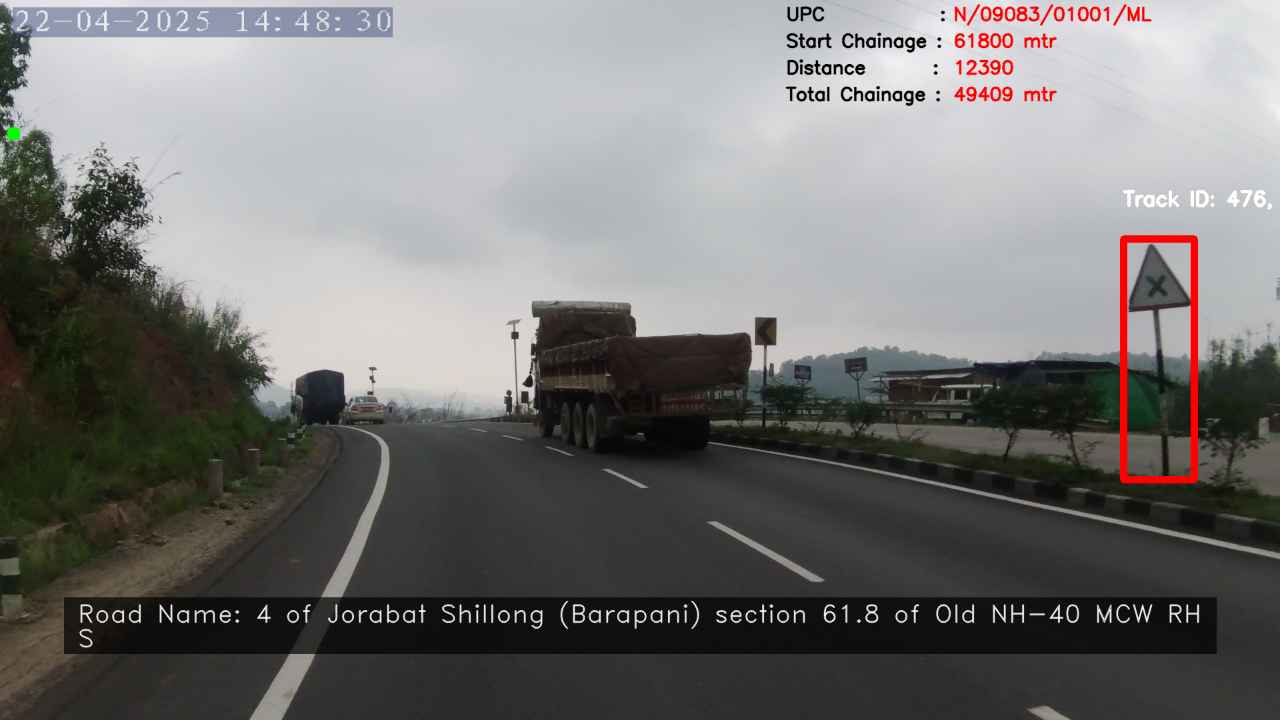 22-04-2025 14:48:30
UPC : N/09083/01001/ML
Start Chainage : 61800 mtr
Distance : 12390
Total Chainage : 49409 mtr
Track ID: 476,
Road Name: 4 of Jorabat Shillong (Barapani) section 61.8 of Old NH-40 MCW RH
S